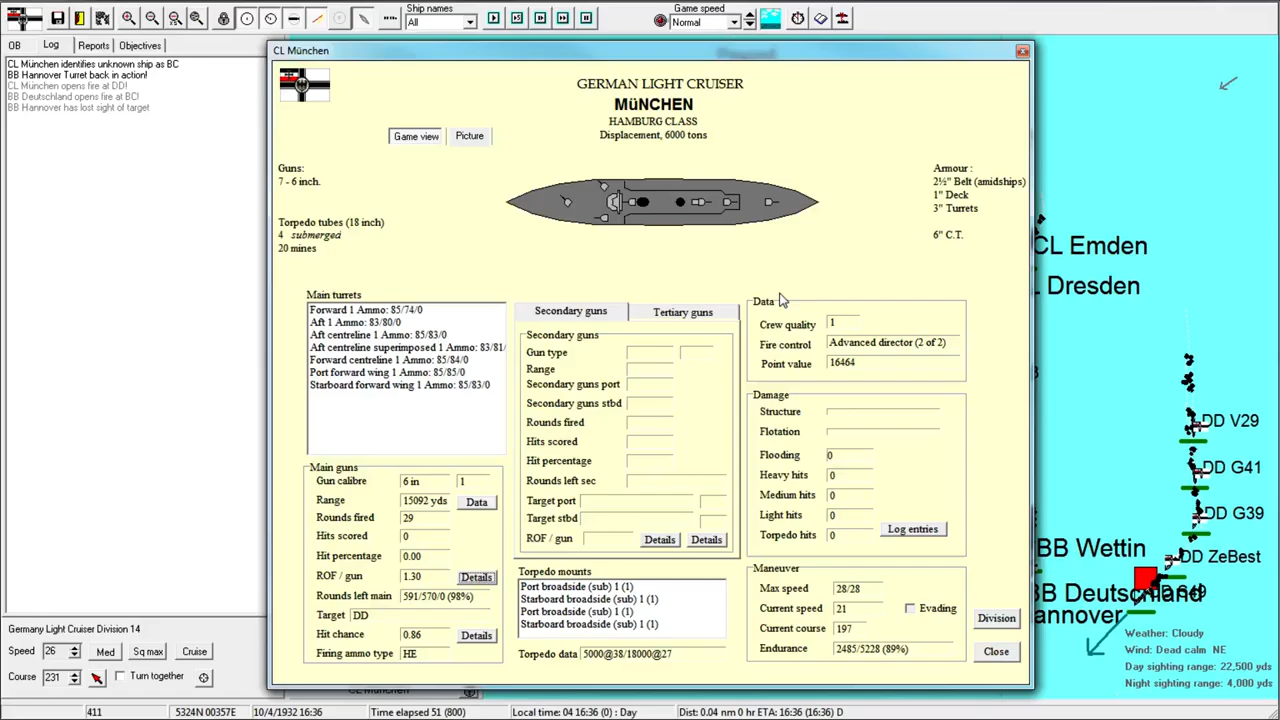 Ship names
All
Game speed
Normal
OB
Log
Reports
Objectives
CL München identifies unknown ship as BC
BB Hannover Turret back in action!
CL München opens fire at DD!
BB Deutschland opens fire at BC!
BB Hannover has lost sight of target
CL München
GERMAN LIGHT CRUISER
MüNCHEN
HAMBURG CLASS
Displacement, 6000 tons
Game view
Picture
Guns:
7 - 6 inch.
Torpedo tubes (18 inch)
4 submerged
20 mines
Armour :
2½" Belt (amidships)
1" Deck
3" Turrets
6" C.T.
Main turrets
Forward 1 Ammo: 85/74/0
Aft 1 Ammo: 83/80/0
Aft centreline 1 Ammo: 85/83/0
Aft centreline superimposed 1 Ammo: 83/81/
Forward centreline 1 Ammo: 85/84/0
Port forward wing 1 Ammo: 85/85/0
Starboard forward wing 1 Ammo: 85/83/0
Main guns
Gun calibre 6 in 1
Range 15092 yds Data
Rounds fired 29
Hits scored 0
Hit percentage 0.00
ROF / gun 1.30 Details
Rounds left main 591/570/0 (98%)
Target DD
Hit chance 0.86 Details
Firing ammo type HE
Secondary guns
Tertiary guns
Secondary guns
Gun type
Range
Secondary guns port
Secondary guns stbd
Rounds fired
Hits scored
Hit percentage
Rounds left sec
Target port
Target stbd
ROF / gun Details Details
Torpedo mounts
Port broadside (sub) 1 (1)
Starboard broadside (sub) 1 (1)
Port broadside (sub) 1 (1)
Starboard broadside (sub) 1 (1)
Torpedo data 5000@38/18000@27
Data
Crew quality 1
Fire control Advanced director (2 of 2)
Point value 16464
Damage
Structure
Flotation
Flooding 0
Heavy hits 0
Medium hits 0
Light hits 0
Torpedo hits 0
Log entries
Maneuver
Max speed 28/28
Current speed 21 Evading
Current course 197
Endurance 2485/5228 (89%)
Division
Close
CL Emden
L Dresden
DD V29
DD G41
DD G39
DD ZeBest
BB Wettin
BB Deutschland
annover
Weather: Cloudy
Wind: Dead calm NE
Day sighting range: 22,500 yds
Night sighting range: 4,000 yds
Germany Light Cruiser Division 14
Speed 26 Med Sq max Cruise
Course 231 Turn together
411
5324N 00357E
10/4/1932 16:36
Time elapsed 51 (800)
Local time: 04 16:36 : Day
Dist: 0.04 nm 0 hr ETA: 16:36 (16:36) D